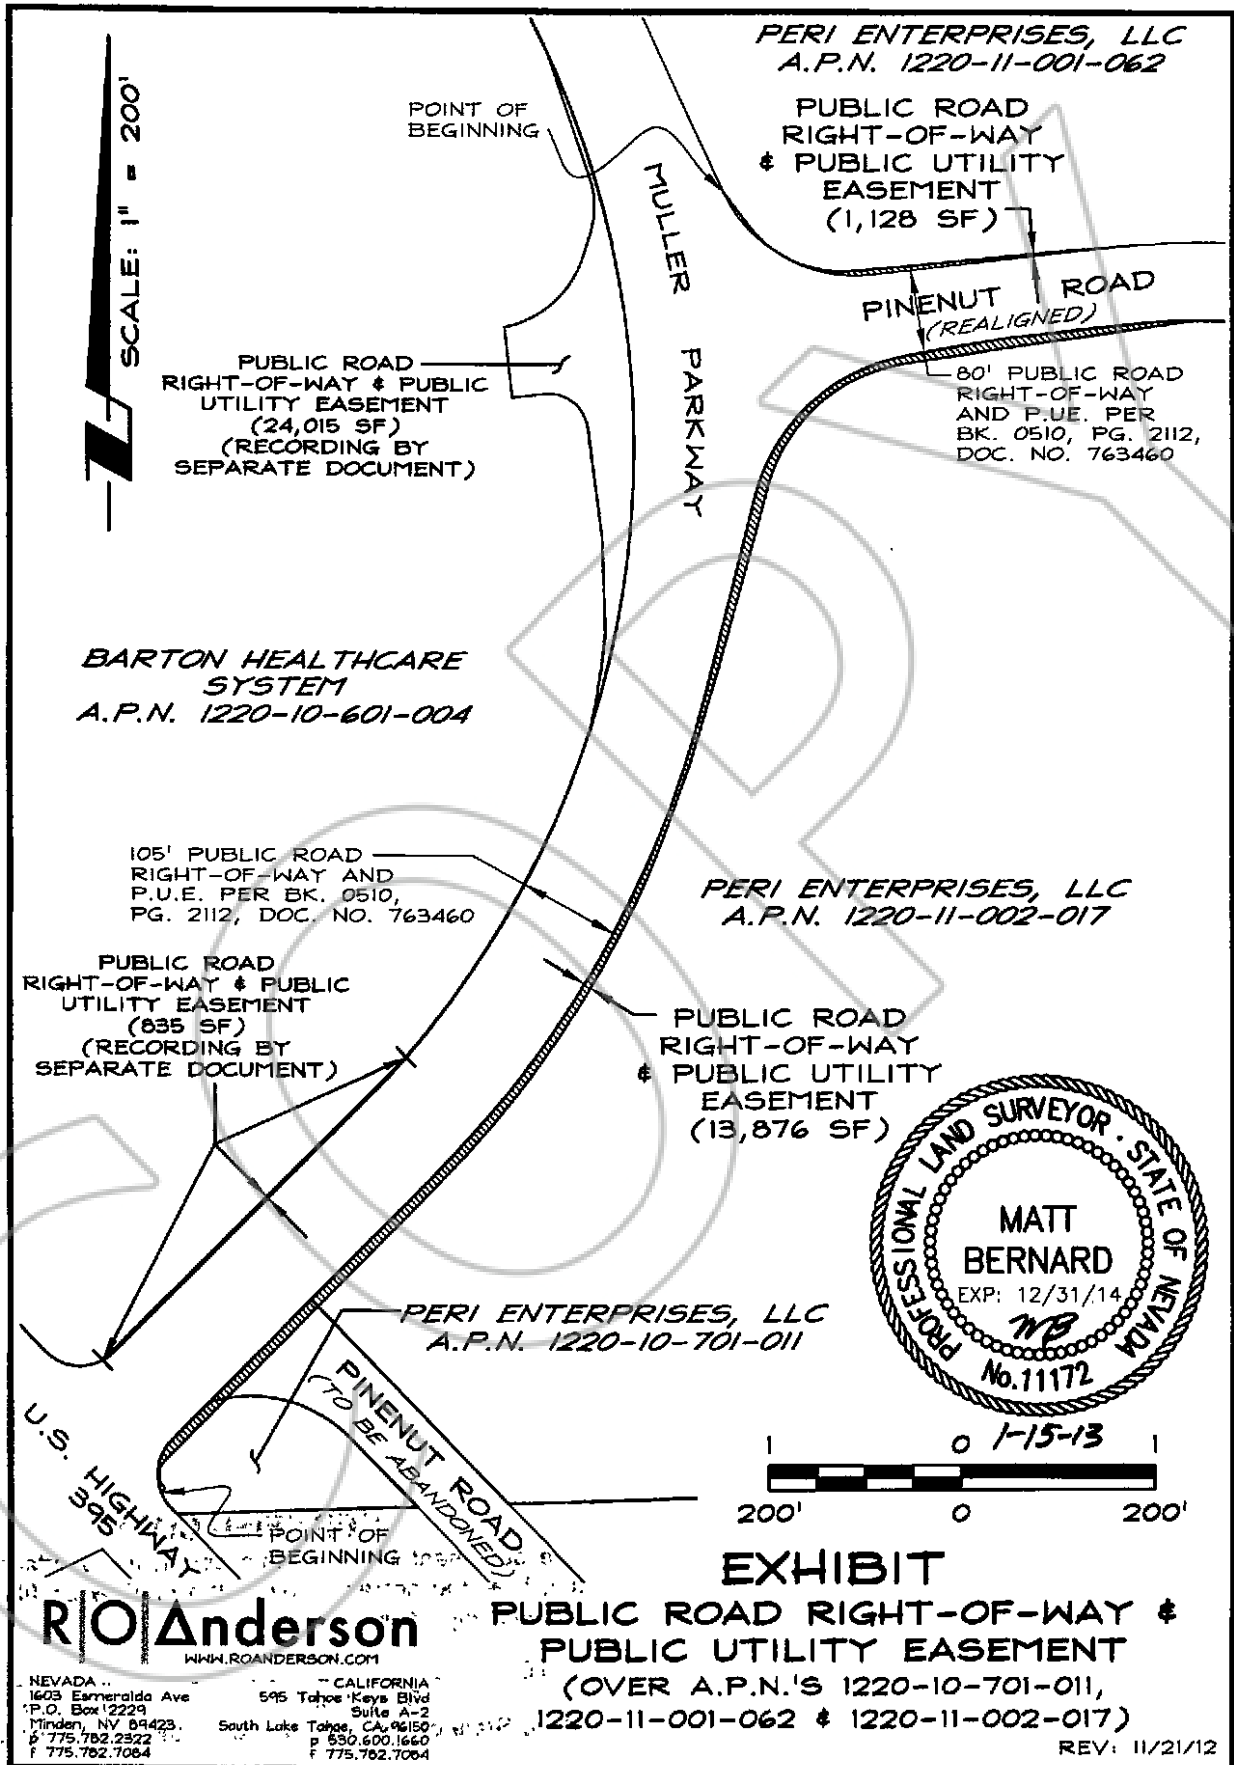 PERI ENTERPRISES, LLC
A.P.N. 1220-11-001-062
SCALE: 1" = 200'
POINT OF
BEGINNING
PUBLIC ROAD
RIGHT-OF-WAY
& PUBLIC UTILITY
EASEMENT
(1,128 SF)
MULLER PARKWAY
PINENUT ROAD
(REALIGNED)
PUBLIC ROAD
RIGHT-OF-WAY & PUBLIC
UTILITY EASEMENT
(24,015 SF)
(RECORDING BY
SEPARATE DOCUMENT)
80' PUBLIC ROAD
RIGHT-OF-WAY
AND P.UE. PER
BK. 0510, PG. 2112,
DOC. NO. 763460
BARTON HEALTHCARE
SYSTEM
A.P.N. 1220-10-601-004
105' PUBLIC ROAD
RIGHT-OF-WAY AND
P.U.E. PER BK. 0510,
PG. 2112, DOC. NO. 763460
PERI ENTERPRISES, LLC
A.P.N. 1220-11-002-017
PUBLIC ROAD
RIGHT-OF-WAY & PUBLIC
UTILITY EASEMENT
(835 SF)
(RECORDING BY
SEPARATE DOCUMENT)
PUBLIC ROAD
RIGHT-OF-WAY
& PUBLIC UTILITY
EASEMENT
(13,876 SF)
PROFESSIONAL LAND SURVEYOR · STATE OF NEVADA
MATT
BERNARD
EXP: 12/31/14
MB
No. 11172
1-15-13
PERI ENTERPRISES, LLC
A.P.N. 1220-10-701-011
PINENUT ROAD
(TO BE ABANDONED)
U.S. HIGHWAY
395
POINT OF
BEGINNING
1 0 1
200' 0 200'
COPY
EXHIBIT
PUBLIC ROAD RIGHT-OF-WAY &
PUBLIC UTILITY EASEMENT
(OVER A.P.N.'S 1220-10-701-011,
1220-11-001-062 & 1220-11-002-017)
REV: 11/21/12
R|O|Anderson
WWW.ROANDERSON.COM
NEVADA
1603 Esmeralda Ave
P.O. Box 2229
Minden, NV 89423
p 775.782.2322
f 775.782.7084
CALIFORNIA
595 Tahoe Keys Blvd
Suite A-2
South Lake Tahoe, CA 96150
p 530.600.1660
f 775.782.7084